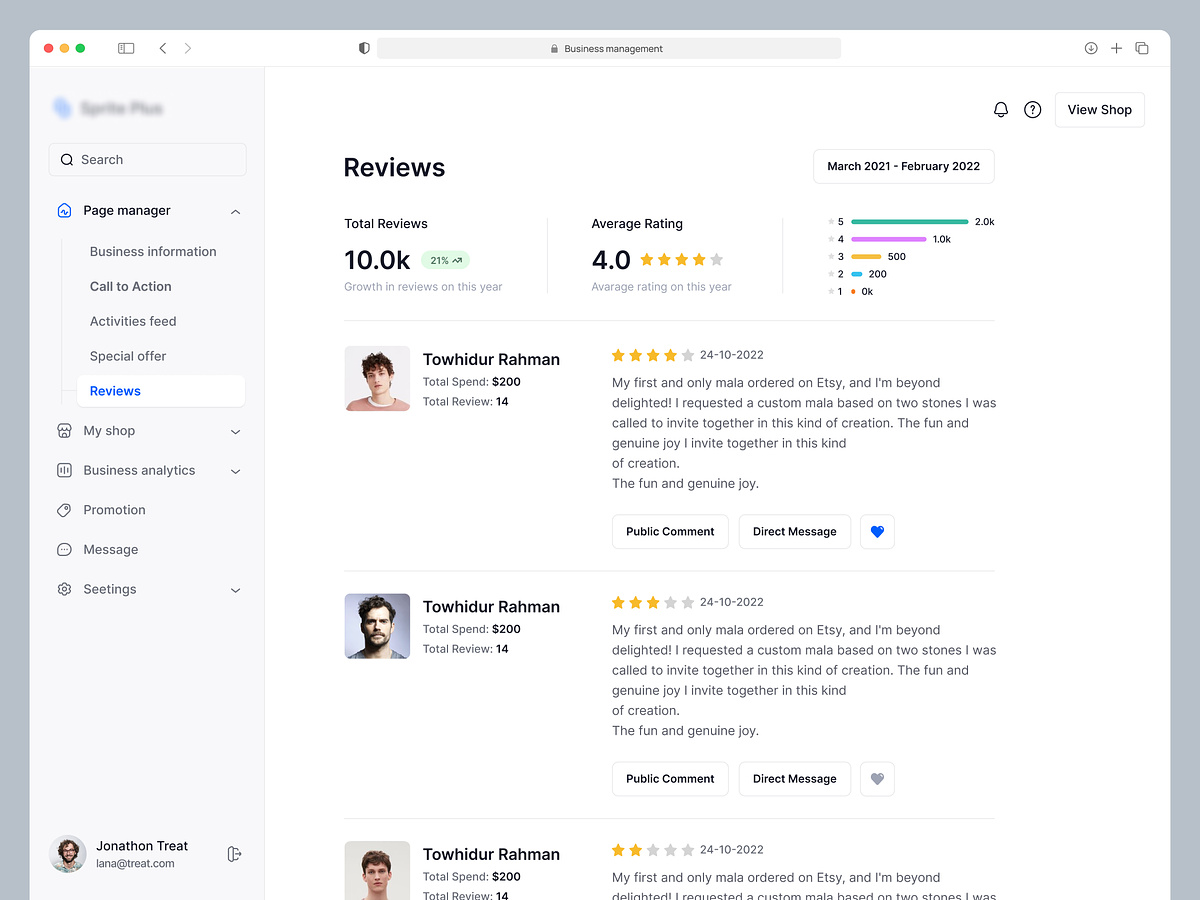 Business management
Sprite Plus
Search
Page manager
Business information
Call to Action
Activities feed
Special offer
Reviews
My shop
Business analytics
Promotion
Message
Seetings
Jonathon Treat
lana@treat.com
View Shop
Reviews
March 2021 - February 2022
Total Reviews
10.0k 21%
Growth in reviews on this year
Average Rating
4.0
Avarage rating on this year
5 2.0k
4 1.0k
3 500
2 200
1 0k
Towhidur Rahman
Total Spend: $200
Total Review: 14
24-10-2022
My first and only mala ordered on Etsy, and I'm beyond
delighted! I requested a custom mala based on two stones I was
called to invite together in this kind of creation. The fun and
genuine joy I invite together in this kind
of creation.
The fun and genuine joy.
Public Comment
Direct Message
Towhidur Rahman
Total Spend: $200
Total Review: 14
24-10-2022
My first and only mala ordered on Etsy, and I'm beyond
delighted! I requested a custom mala based on two stones I was
called to invite together in this kind of creation. The fun and
genuine joy I invite together in this kind
of creation.
The fun and genuine joy.
Public Comment
Direct Message
Towhidur Rahman
Total Spend: $200
Total Review: 14
24-10-2022
My first and only mala ordered on Etsy, and I'm beyond
delighted! I requested a custom mala based on two stones I was